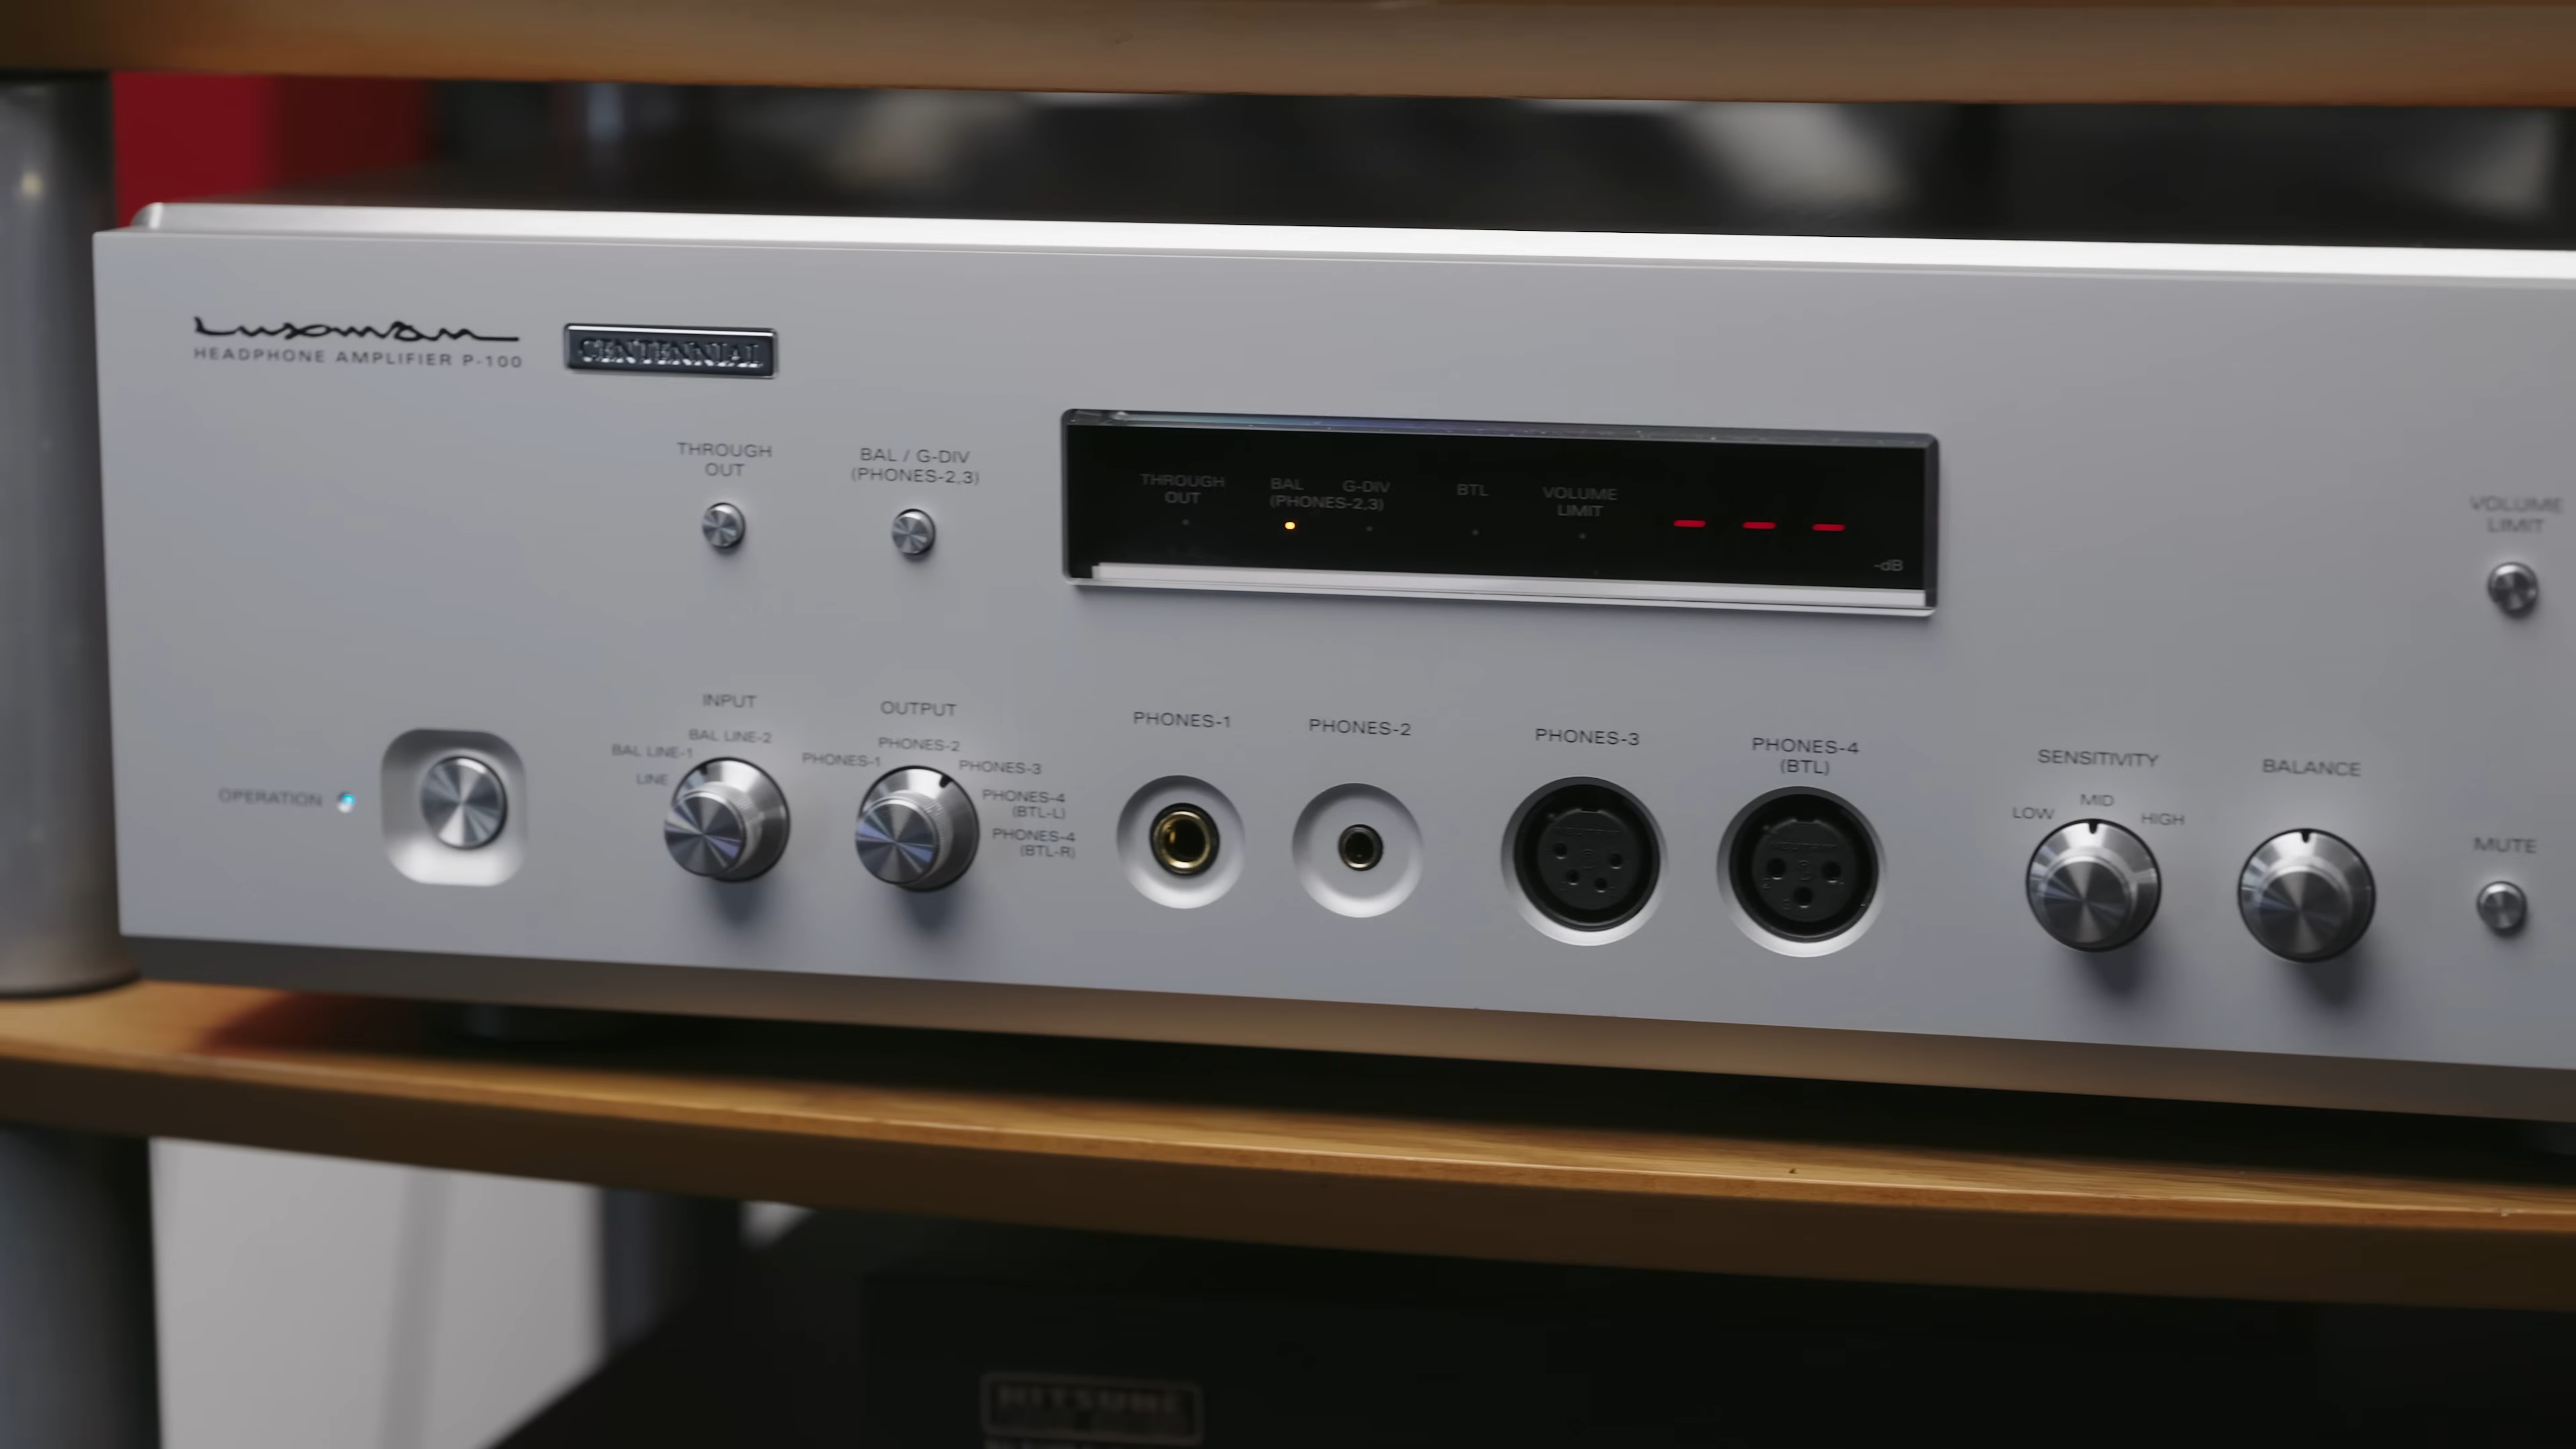 LUXMAN
HEADPHONE AMPLIFIER P-100
CENTENNIAL
THROUGH
OUT
BAL / G-DIV
(PHONES-2,3)
THROUGH
OUT
BAL G-DIV
(PHONES-2,3)
BTL
VOLUME
LIMIT
- - -
-dB
VOLUME
LIMIT
OPERATION
INPUT
LINE
BAL LINE-1
BAL LINE-2
OUTPUT
PHONES-1
PHONES-2
PHONES-3
PHONES-4
(BTL-L)
PHONES-4
(BTL-R)
PHONES-1
PHONES-2
PHONES-3
PHONES-4
(BTL)
SENSITIVITY
LOW
MID
HIGH
BALANCE
MUTE